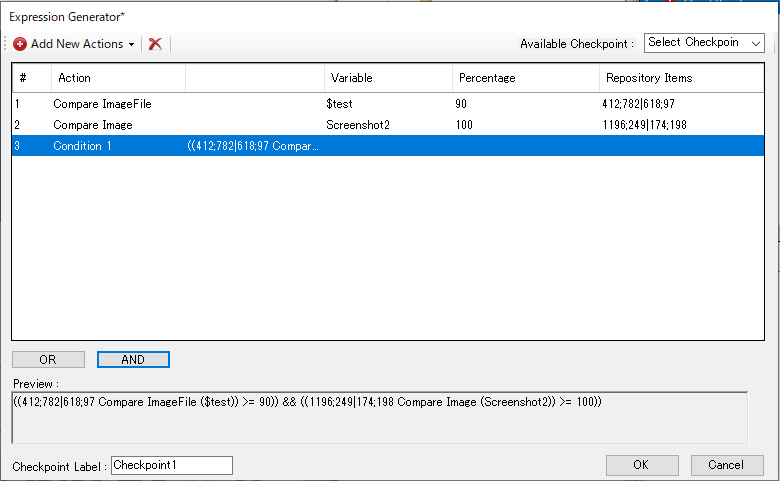 Expression Generator*
Add New Actions
Available Checkpoint :
Select Checkpoin
# Action Variable Percentage Repository Items
1 Compare ImageFile $test 90 412;782|618;97
2 Compare Image Screenshot2 100 1196;249|174;198
3 Condition 1 ((412;782|618;97 Compar...
OR
AND
Preview :
((412;782|618;97 Compare ImageFile ($test)) >= 90)) && ((1196;249|174;198 Compare Image (Screenshot2)) >= 100))
Checkpoint Label :
Checkpoint1
OK
Cancel